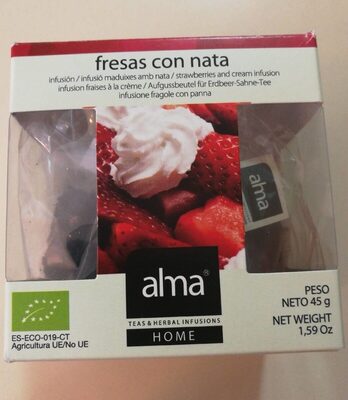 fresas con nata
infusión / infusió maduixes amb nata / strawberries and cream infusion
infusion fraises à la crème / Aufgussbeutel für Erdbeer-Sahne-Tee
infusione fragole con panna
alma
alma®
TEAS & HERBAL INFUSIONS
HOME
ES-ECO-019-CT
Agricultura UE/No UE
PESO
NETO 45 g
NET WEIGHT
1,59 Oz